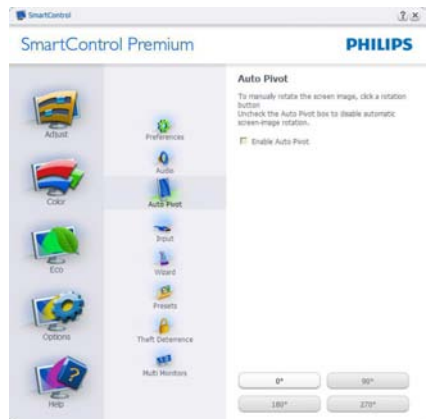 SmartControl
? ×
SmartControl Premium
PHILIPS
Adjust
Color
Eco
Options
Help
Preferences
Audio
Auto Pivot
Input
Wizard
Presets
Theft Deterrence
Multi Monitors
Auto Pivot
To manually rotate the screen image, click a rotation
button
Uncheck the Auto Pivot box to disable automatic
screen-image rotation.
Enable Auto Pivot
0°
90°
180°
270°